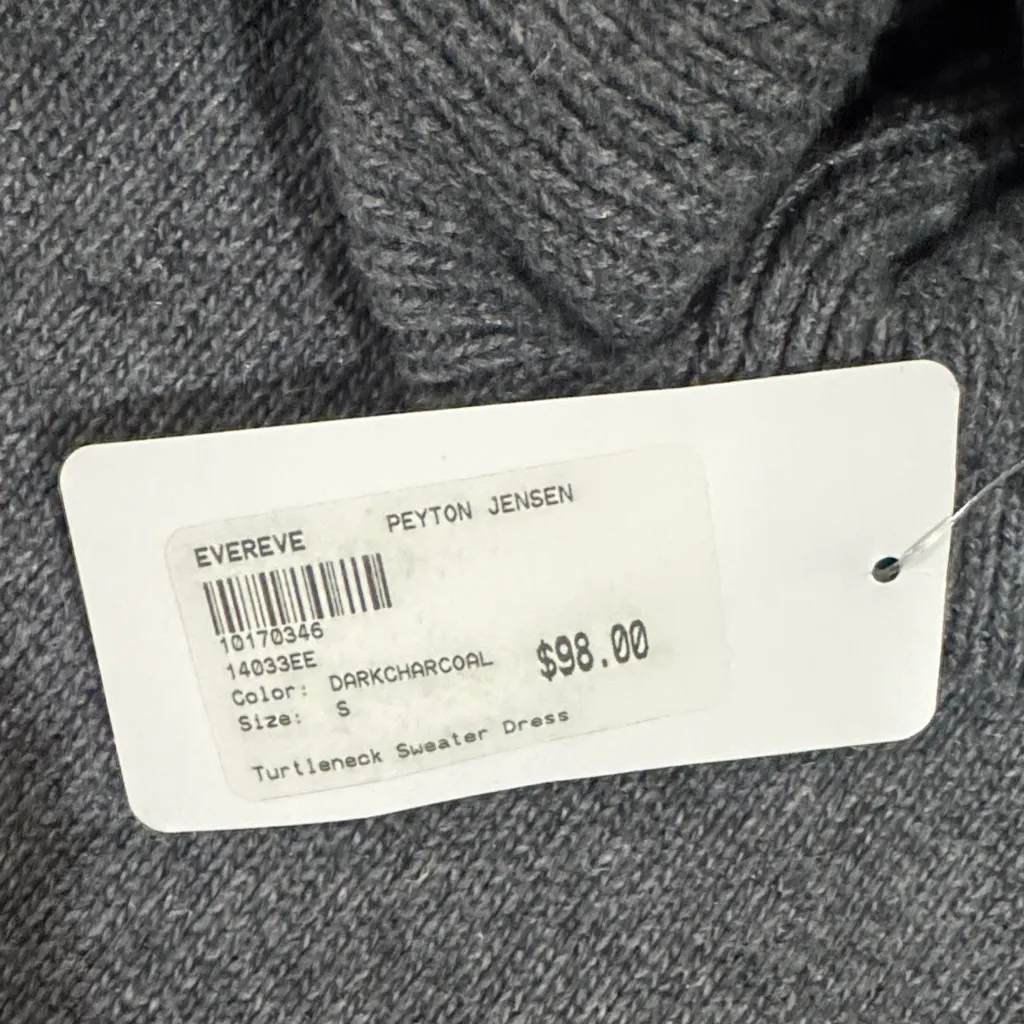 EVEREVE PEYTON JENSEN
10170346
14033EE
Color: DARKCHARCOAL $98.00
Size: S
Turtleneck Sweater Dress